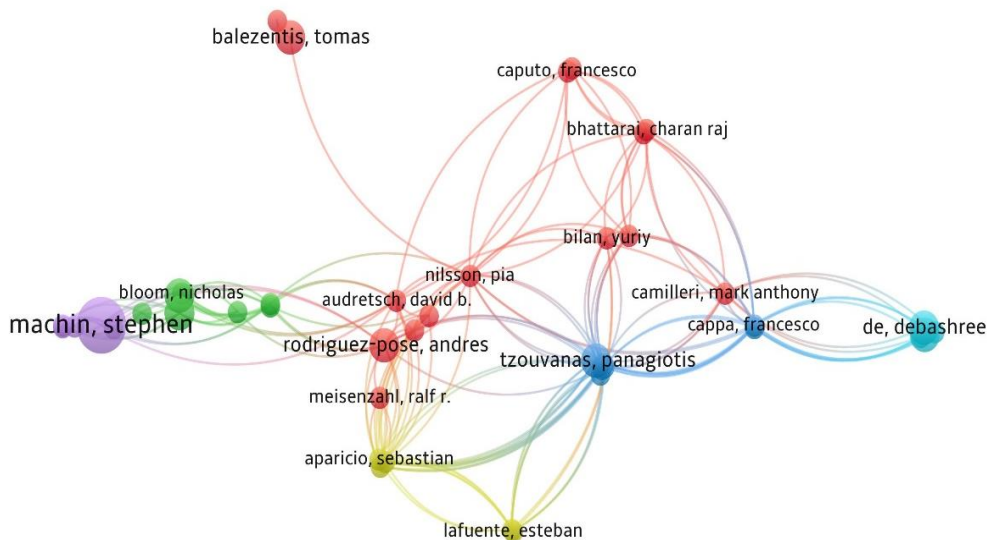 balezentis, tomas
caputo, francesco
bhattarai, charan raj
bilan, yuriy
nilsson, pia
bloom, nicholas
audretsch, david b.
camilleri, mark anthony
machin, stephen
cappa, francesco
de, debashree
rodriguez-pose, andres
tzouvanas, panagiotis
meisenzahl, ralf r.
aparicio, sebastian
lafuente, esteban